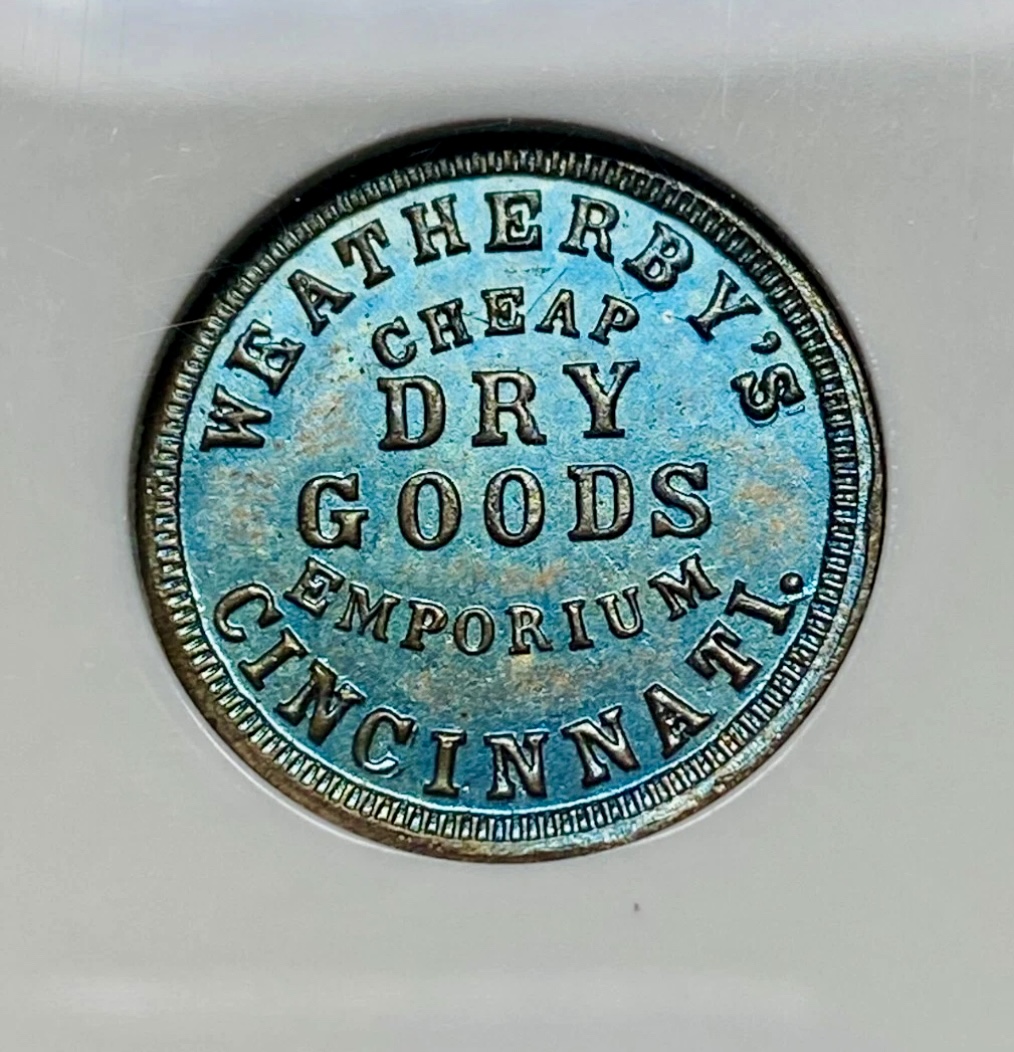 WEATHERBY'S
CHEAP
DRY
GOODS
EMPORIUM
CINCINNATI.